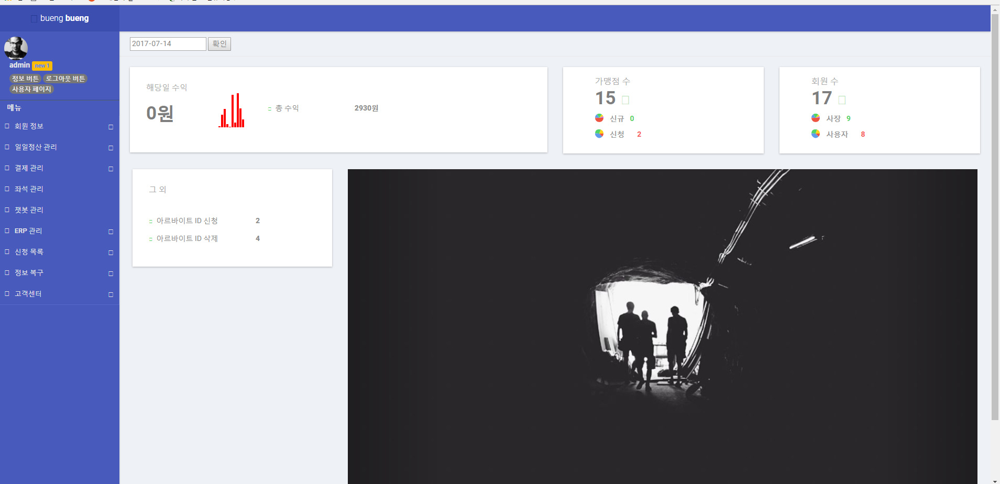 bueng bueng
admin new 1
정보 버튼 로그아웃 버튼
사용자 페이지
메뉴
회원 정보
일일정산 관리
결제 관리
좌석 관리
챗봇 관리
ERP 관리
신청 목록
정보 복구
고객센터
2017-07-14 확인
해당일 수익
0원
총 수익 2930원
가맹점 수
15
신규 0
신청 2
회원 수
17
사장 9
사용자 8
그 외
아르바이트 ID 신청 2
아르바이트 ID 삭제 4